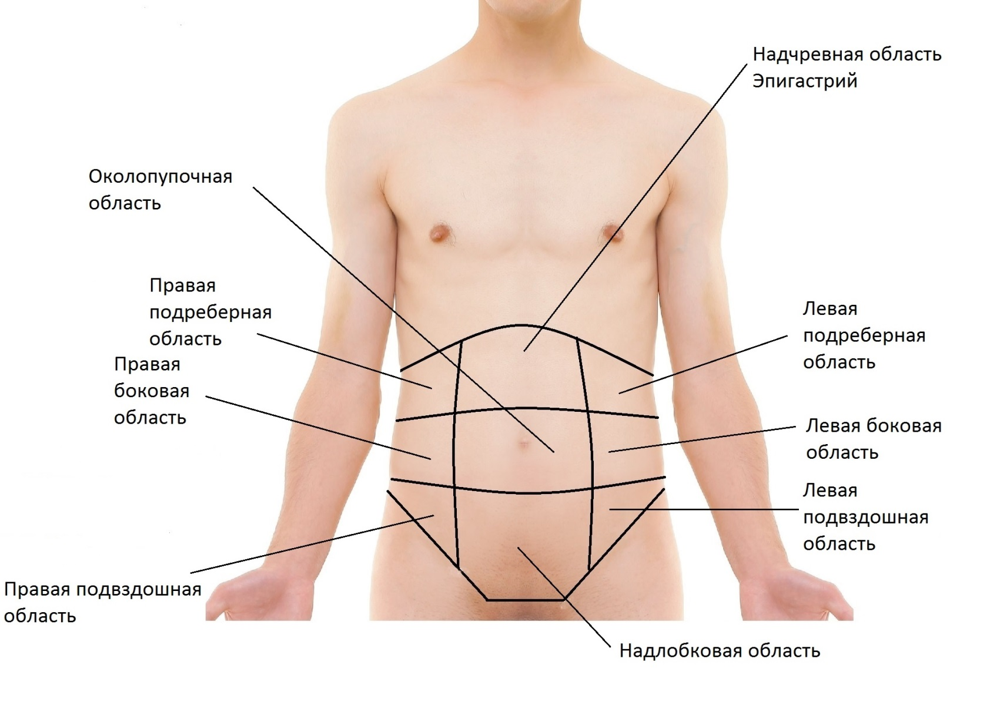 Надчревная область
Эпигастрий
Околопупочная
область
Правая
подреберная
область
Правая
боковая
область
Левая
подреберная
область
Левая боковая
область
Левая
подвздошная
область
Правая подвздошная
область
Надлобковая область